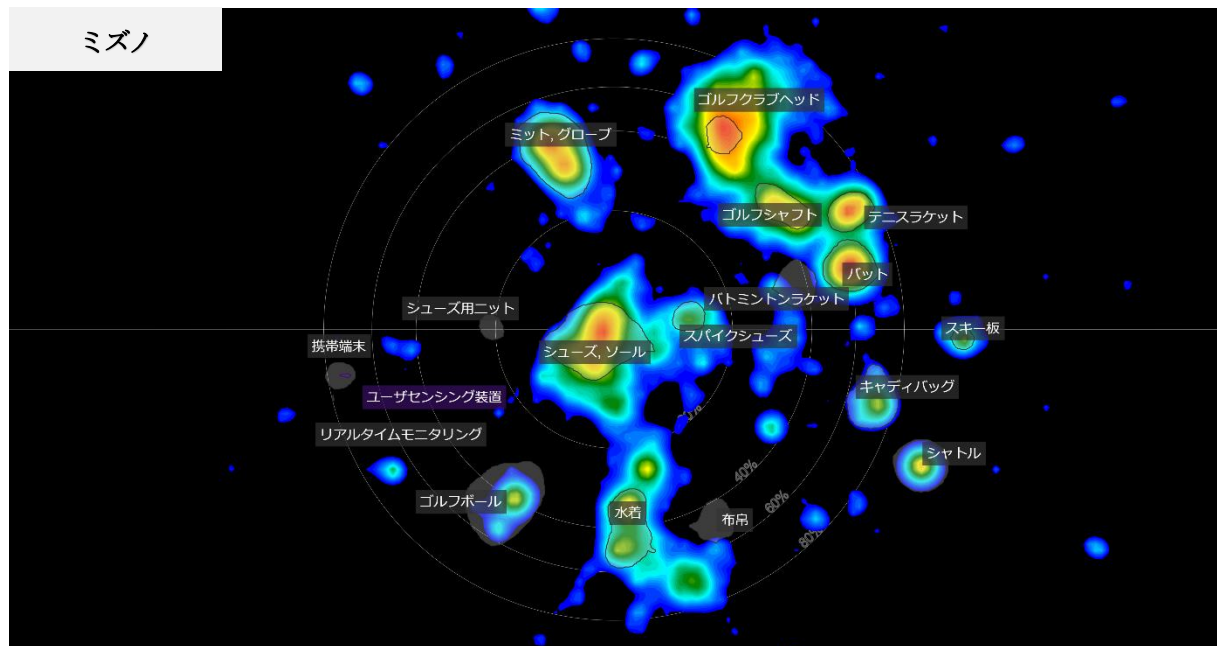 ミズノ
ゴルフクラブヘッド
ミット, グローブ
ゴルフシャフト
テニスラケット
バット
バトミントンラケット
シューズ用ニット
スパイクシューズ
スキー板
携帯端末
シューズ, ソール
キャディバッグ
ユーザセンシング装置
リアルタイムモニタリング
シャトル
40%
ゴルフボール
60%
水着
布帛
80%